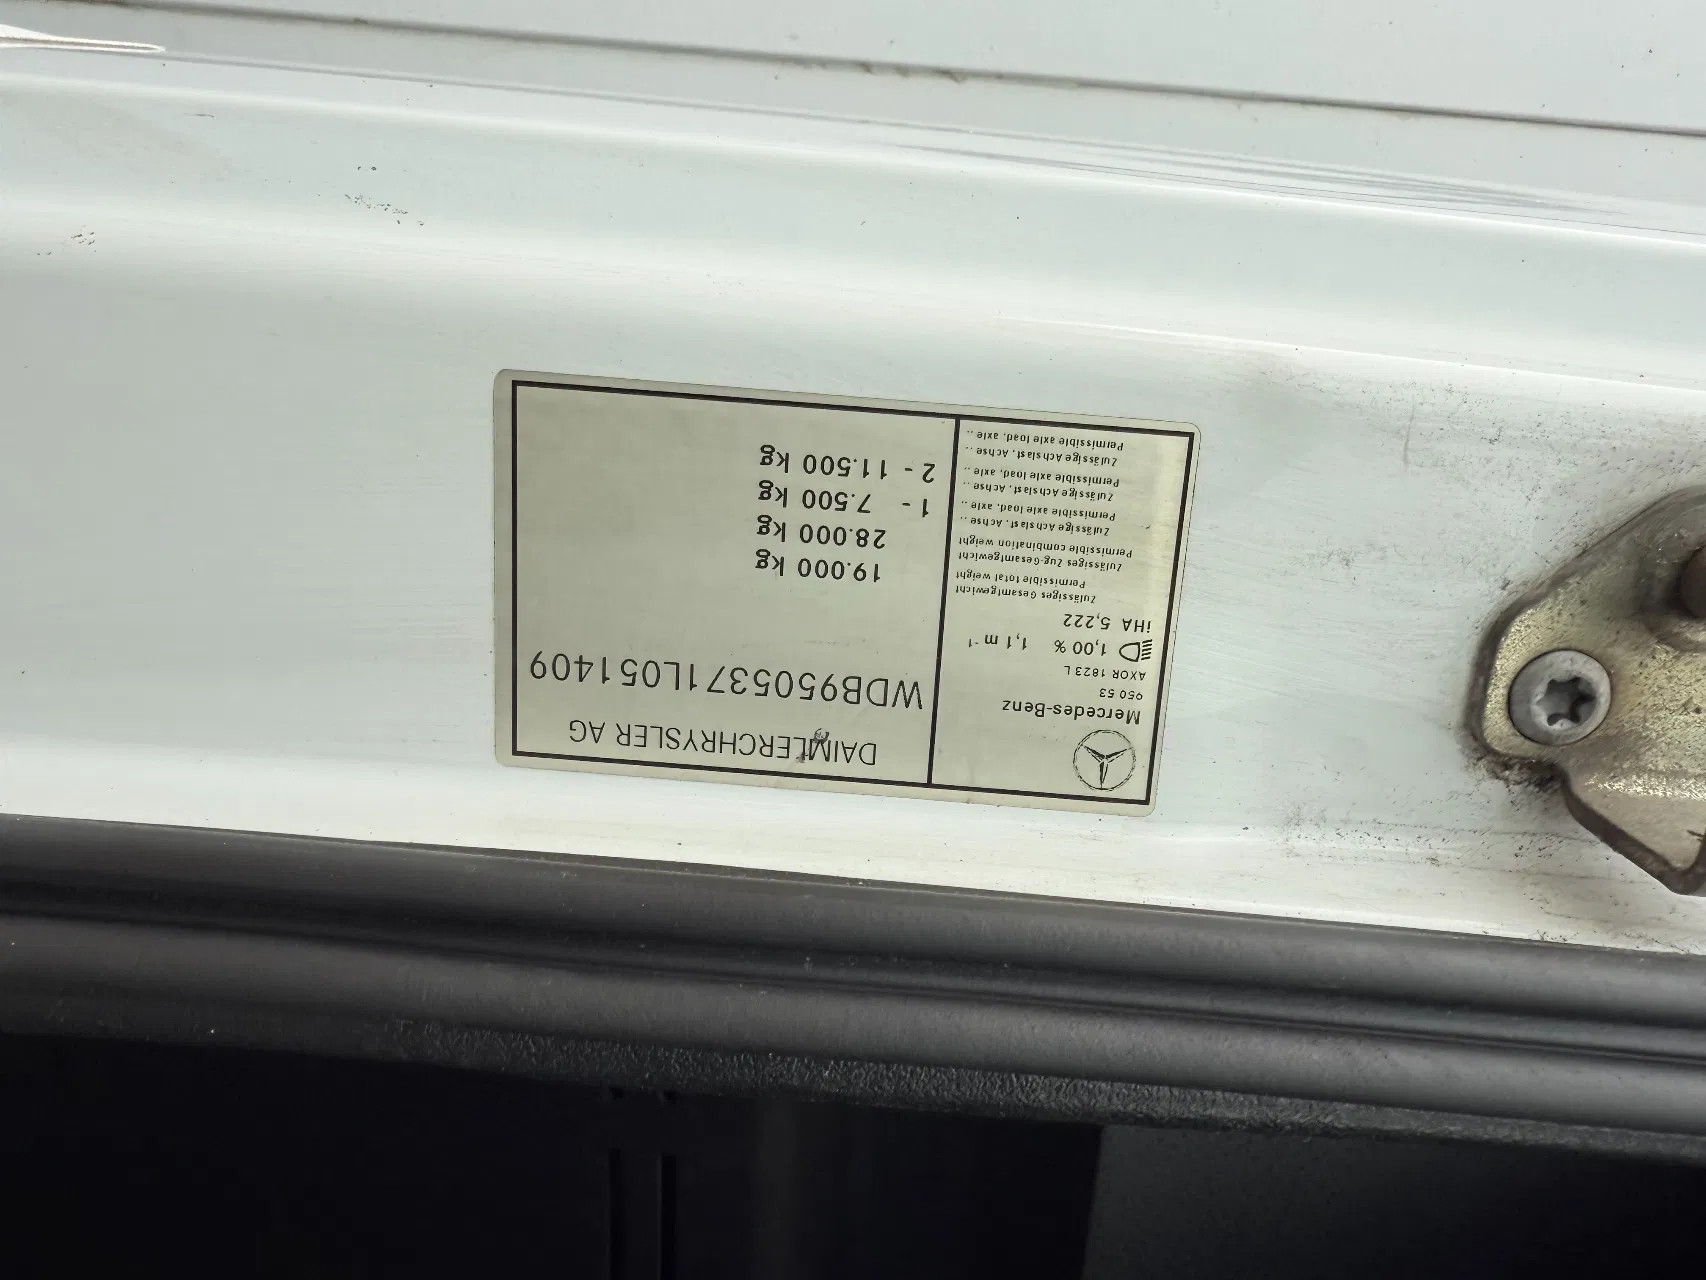 DAIMLERCHRYSLER AG
WDB9505371L051409
19.000 kg
28.000 kg
1 - 7.500 kg
2 - 11.500 kg
Mercedes-Benz
950 53
AXOR 1823 L
1,00 % 1,1 m⁻¹
iHA 5,222
Zulässiges Gesamtgewicht
Permissible total weight
Zulässiges Zug-Gesamtgewicht
Permissible combination weight
Zulässige Achslast, Achse ..
Permissible axle load, axle ..
Zulässige Achslast, Achse ..
Permissible axle load, axle ..
Zulässige Achslast, Achse ..
Permissible axle load, axle ..